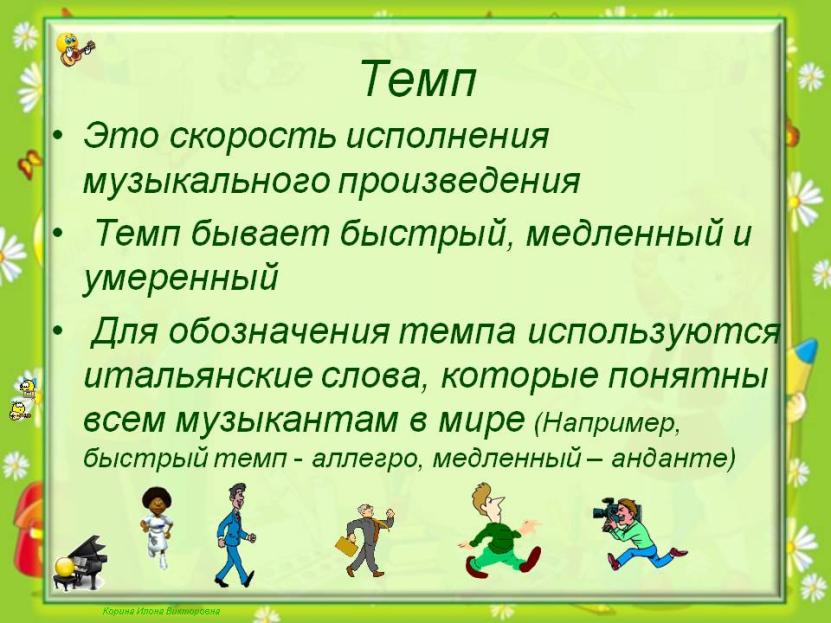 Темп
• Это скорость исполнения
музыкального произведения
• Темп бывает быстрый, медленный и
умеренный
• Для обозначения темпа используются
итальянские слова, которые понятны
всем музыкантам в мире (Например,
быстрый темп - аллегро, медленный – анданте)
Корина Илона Викторовна